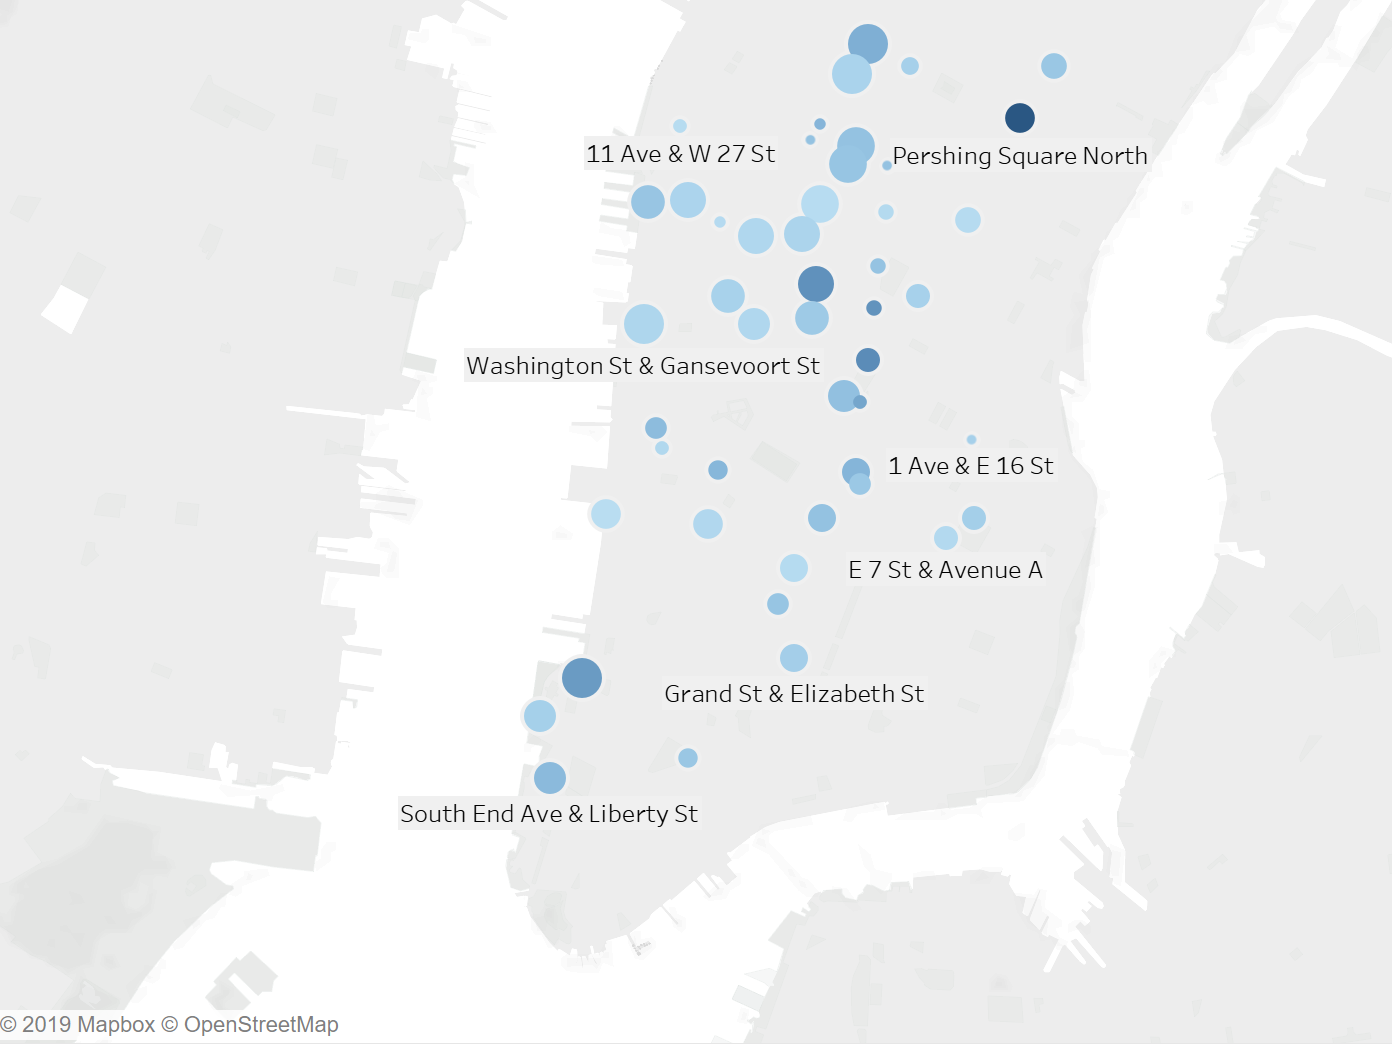 11 Ave & W 27 St
Pershing Square North
Washington St & Gansevoort St
1 Ave & E 16 St
E 7 St & Avenue A
Grand St & Elizabeth St
South End Ave & Liberty St
© 2019 Mapbox © OpenStreetMap